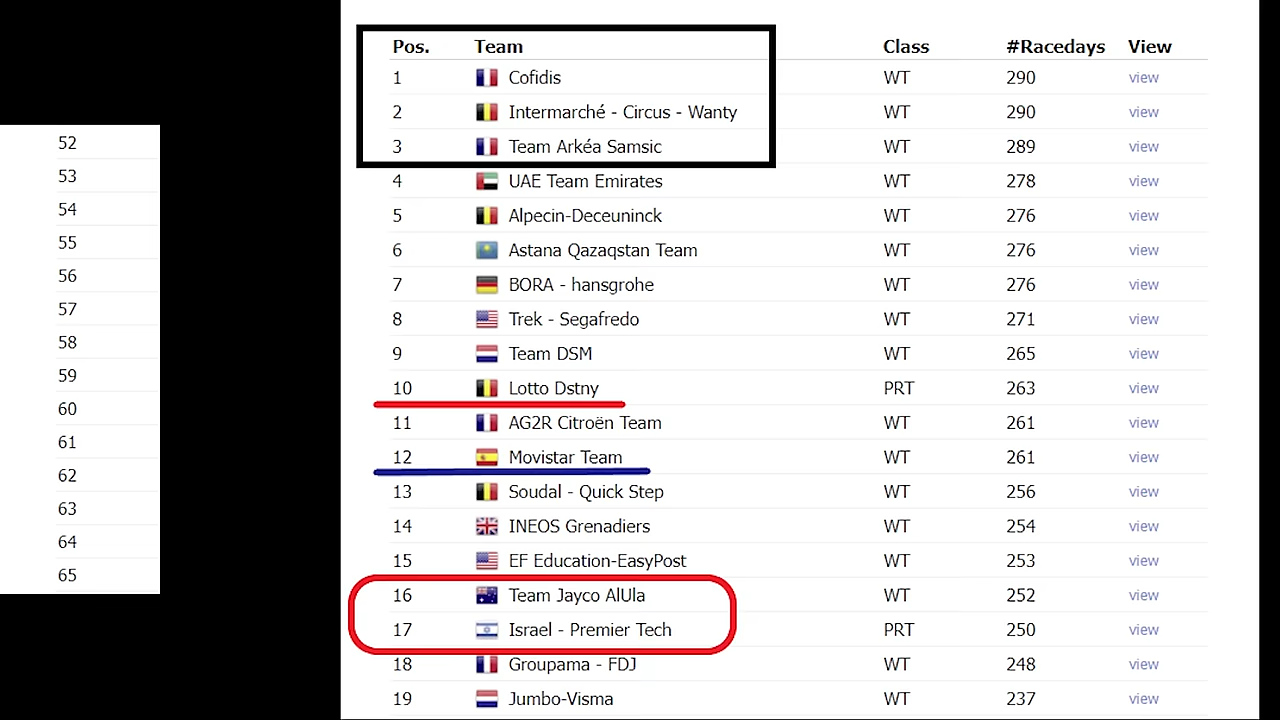 52
53
54
55
56
57
58
59
60
61
62
63
64
65
Pos. Team Class #Racedays View
1 Cofidis WT 290 view
2 Intermarché - Circus - Wanty WT 290 view
3 Team Arkéa Samsic WT 289 view
4 UAE Team Emirates WT 278 view
5 Alpecin-Deceuninck WT 276 view
6 Astana Qazaqstan Team WT 276 view
7 BORA - hansgrohe WT 276 view
8 Trek - Segafredo WT 271 view
9 Team DSM WT 265 view
10 Lotto Dstny PRT 263 view
11 AG2R Citroën Team WT 261 view
12 Movistar Team WT 261 view
13 Soudal - Quick Step WT 256 view
14 INEOS Grenadiers WT 254 view
15 EF Education-EasyPost WT 253 view
16 Team Jayco AlUla WT 252 view
17 Israel - Premier Tech PRT 250 view
18 Groupama - FDJ WT 248 view
19 Jumbo-Visma WT 237 view